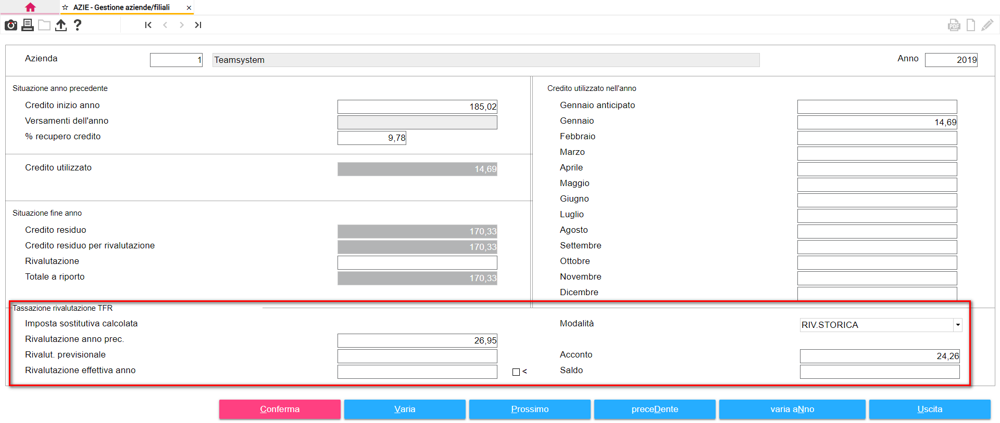 AZIE - Gestione aziende/filiali
Azienda 1 Teamsystem Anno 2019
Situazione anno precedente
Credito inizio anno 185,02
Versamenti dell'anno
% recupero credito 9,78
Credito utilizzato 14,69
Situazione fine anno
Credito residuo 170,33
Credito residuo per rivalutazione 170,33
Rivalutazione
Totale a riporto 170,33
Credito utilizzato nell'anno
Gennaio anticipato
Gennaio 14,69
Febbraio
Marzo
Aprile
Maggio
Giugno
Luglio
Agosto
Settembre
Ottobre
Novembre
Dicembre
Tassazione rivalutazione TFR
Imposta sostitutiva calcolata Modalità RIV.STORICA
Rivalutazione anno prec. 26,95
Rivalut. previsionale Acconto 24,26
Rivalutazione effettiva anno < Saldo
Conferma Varia Prossimo preceDente varia aNno Uscita